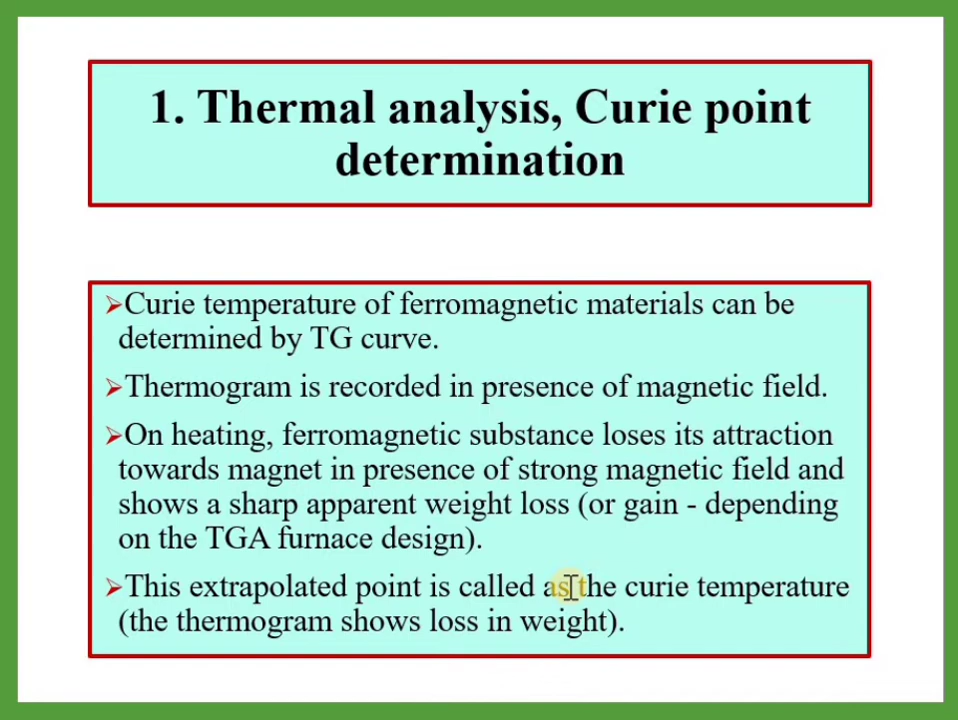 1. Thermal analysis, Curie point
determination
➢Curie temperature of ferromagnetic materials can be
determined by TG curve.
➢Thermogram is recorded in presence of magnetic field.
➢On heating, ferromagnetic substance loses its attraction
towards magnet in presence of strong magnetic field and
shows a sharp apparent weight loss (or gain - depending
on the TGA furnace design).
➢This extrapolated point is called as the curie temperature
(the thermogram shows loss in weight).